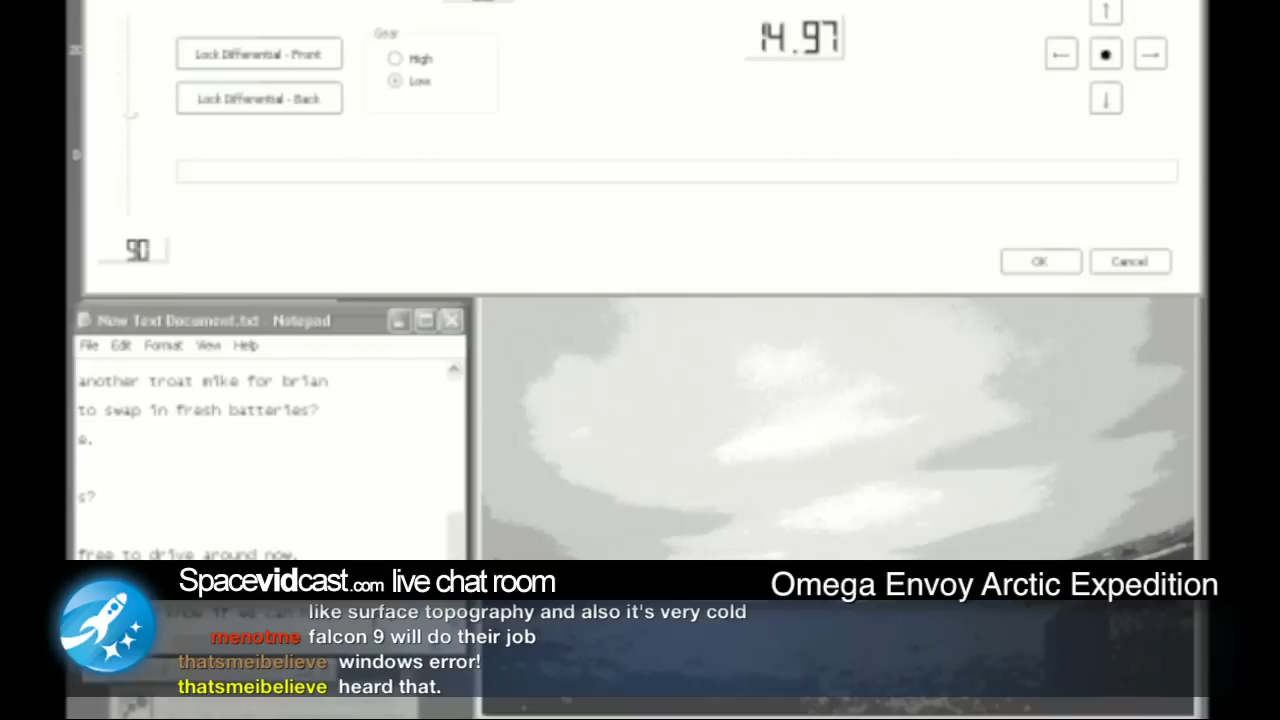 Gear
14.97
↑
Lock Differential - Front
High
← • →
Low
Lock Differential - Back
↓
90
OK Cancel
New Text Document.txt - Notepad
File Edit Format View Help
another troat mike for brian
to swap in fresh batteries?
e.
s?
free to drive around now.
Spacevidcast.com live chat room
Omega Envoy Arctic Expedition
like surface topography and also it's very cold
menotme falcon 9 will do their job
thatsmeibelieve windows error!
thatsmeibelieve heard that.